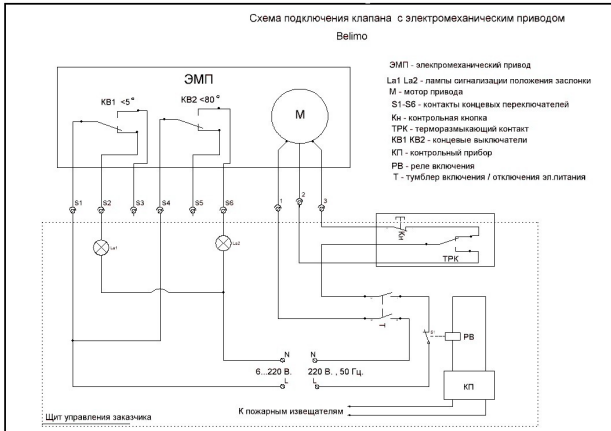 Схема подключения клапана с электромеханическим приводом
Belimo
ЭМП
КВ1 <5°
КВ2 <80°
М
ЭМП - элекпромеханический привод
La1 La2 - лампы сигнализации положения заслонки
М - мотор привода
S1-S6 - контакты концевых переключателей
Кн - контрольная кнопка
ТРК - терморазмыкающий контакт
КВ1 КВ2 - концевые выключатели
КП - контрольный прибор
РВ - реле включения
Т - тумблер включения / отключения эл.питания
S1 S2 S3 S4 S5 S6 1 2 3
La1
La2
Кн
ТРК
Т
РВ
N N
6...220 В. 220 В. , 50 Гц.
L L
КП
К пожарным извещателям
Щит управления заказчика